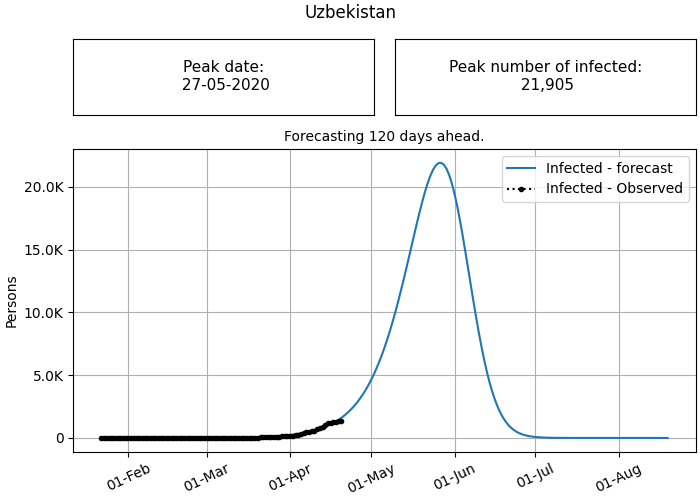 Uzbekistan
Peak date:
27-05-2020
Peak number of infected:
21,905
Forecasting 120 days ahead.
Infected - forecast
Infected - Observed
Persons
20.0K
15.0K
10.0K
5.0K
0
01-Feb
01-Mar
01-Apr
01-May
01-Jun
01-Jul
01-Aug